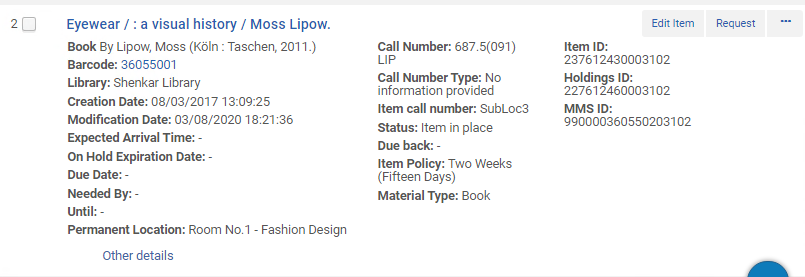 2 Eyewear / : a visual history / Moss Lipow.
Edit Item Request ...
Book By Lipow, Moss (Köln : Taschen, 2011.)
Barcode: 36055001
Library: Shenkar Library
Creation Date: 08/03/2017 13:09:25
Modification Date: 03/08/2020 18:21:36
Expected Arrival Time: -
On Hold Expiration Date: -
Due Date: -
Needed By: -
Until: -
Permanent Location: Room No.1 - Fashion Design
Other details
Call Number: 687.5(091)
LIP
Call Number Type: No
information provided
Item call number: SubLoc3
Status: Item in place
Due back: -
Item Policy: Two Weeks
(Fifteen Days)
Material Type: Book
Item ID:
237612430003102
Holdings ID:
227612460003102
MMS ID:
990000360550203102